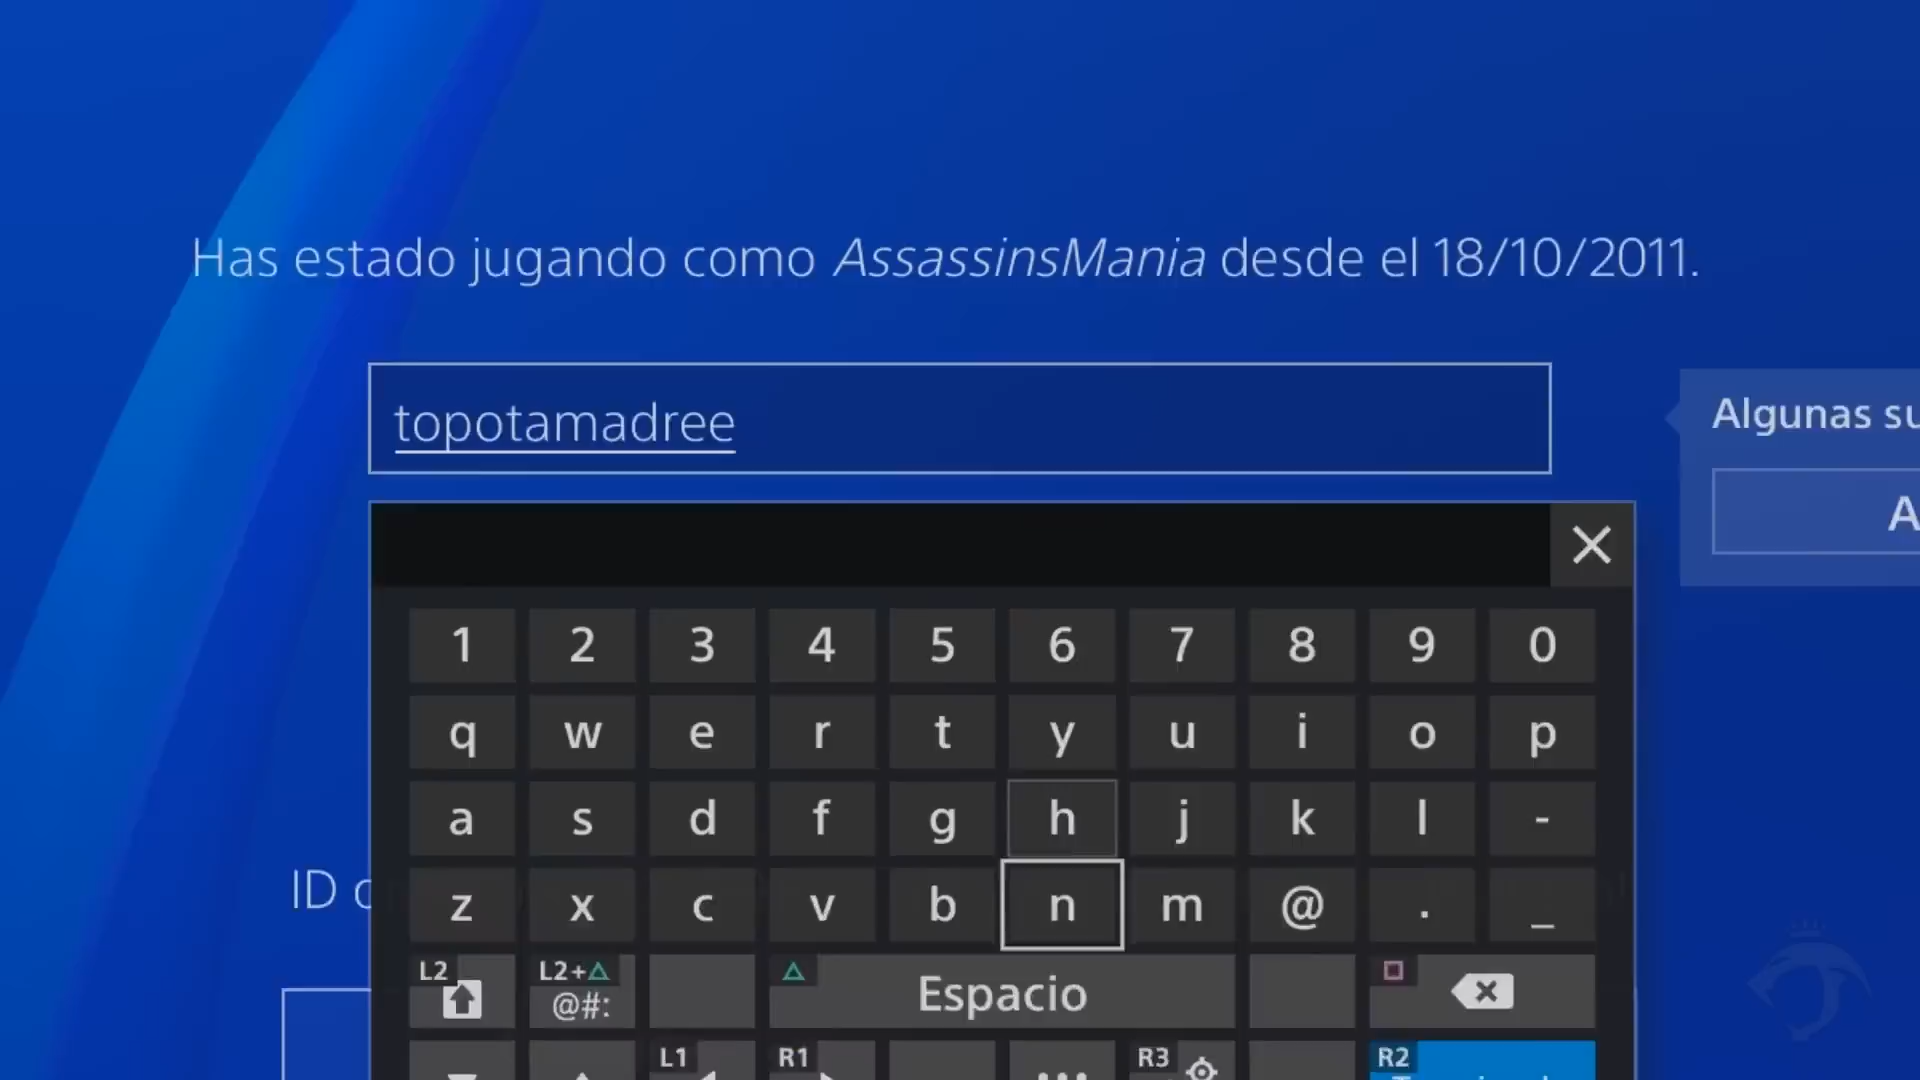 Has estado jugando como AssassinsMania desde el 18/10/2011.
topotamadree
Algunas su
A
1 2 3 4 5 6 7 8 9 0
q w e r t y u i o p
a s d f g h j k l -
z x c v b n m @ . _
ID
L2 L2+△ @#: △ Espacio
L1 R1 R3 R2